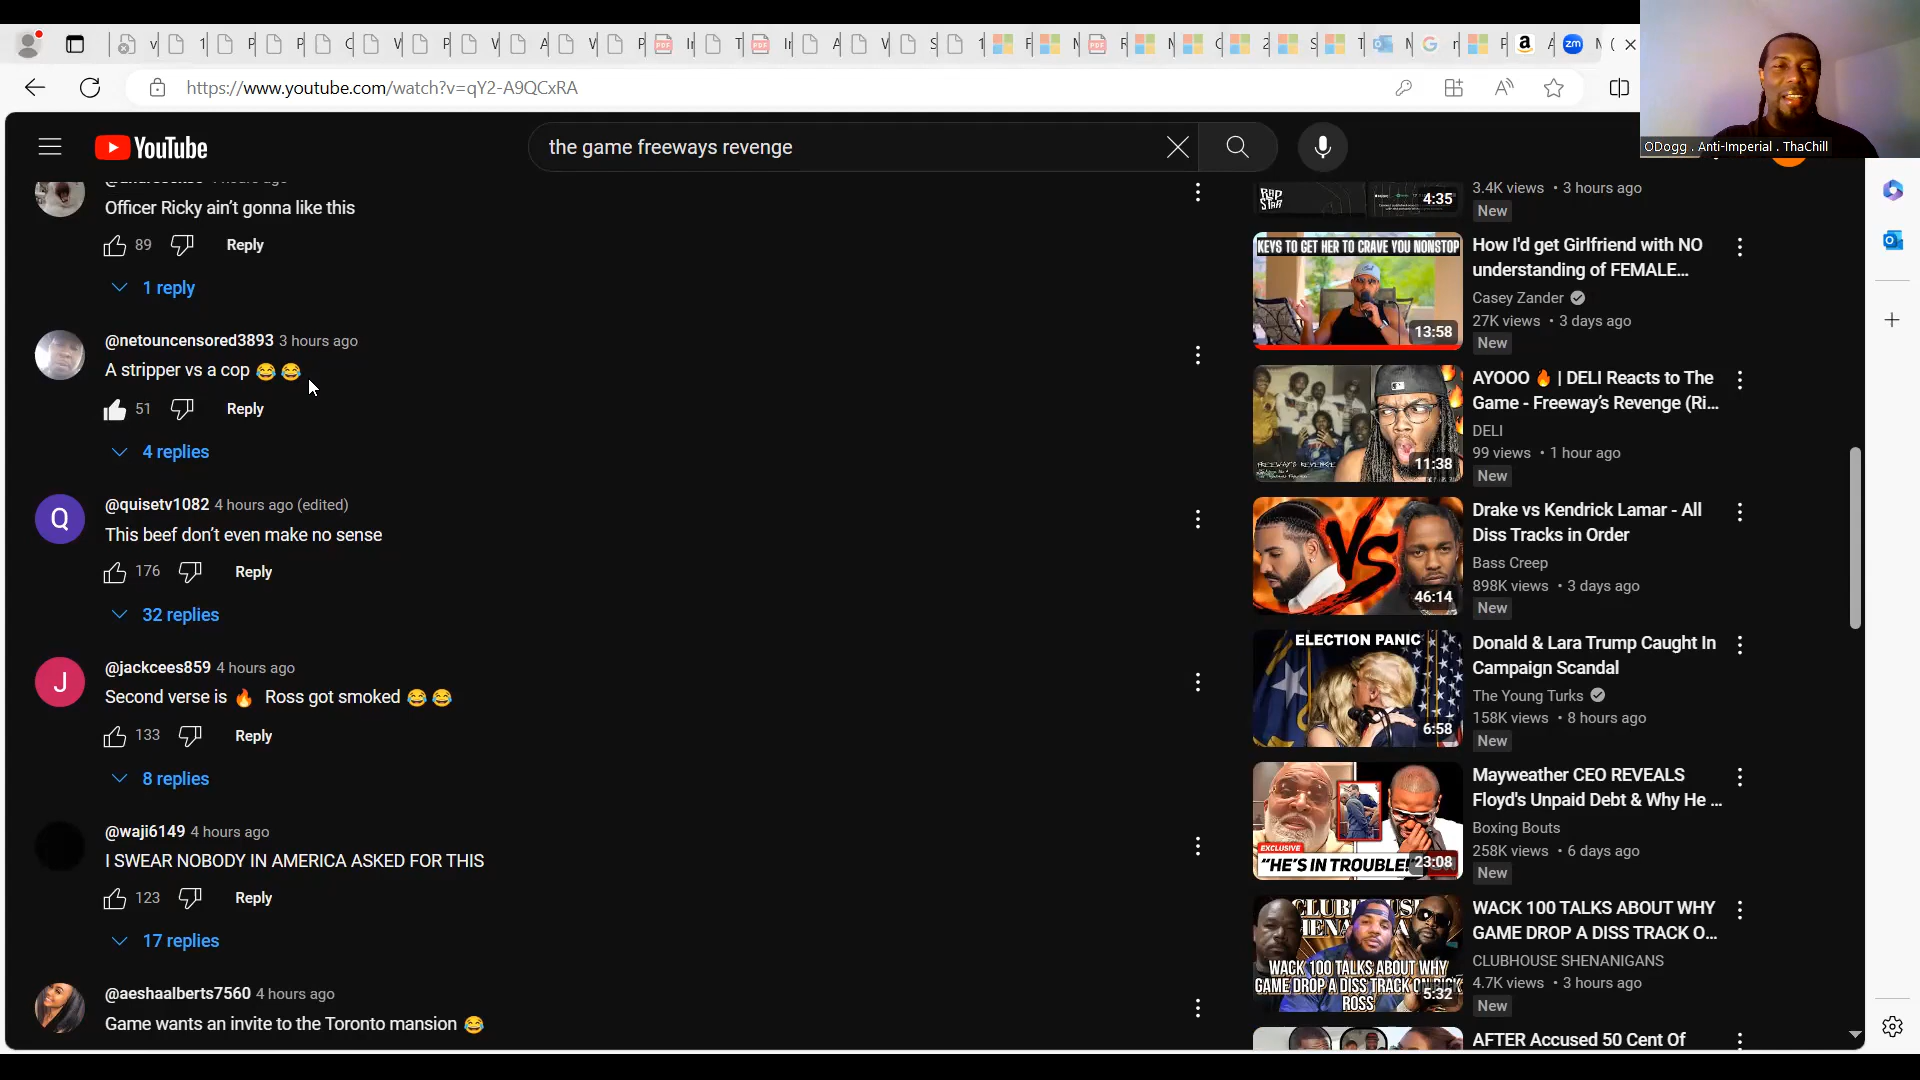 https://www.youtube.com/watch?v=qY2-A9QCxRA
YouTube
the game freeways revenge
ODogg . Anti-Imperial . ThaChill
Officer Ricky ain't gonna like this
89 Reply
1 reply
@netouncensored3893 3 hours ago
A stripper vs a cop 😂 😂
51 Reply
4 replies
@quisetv1082 4 hours ago (edited)
This beef don't even make no sense
176 Reply
32 replies
@jackcees859 4 hours ago
Second verse is 🔥 Ross got smoked 😂 😂
133 Reply
8 replies
@waji6149 4 hours ago
I SWEAR NOBODY IN AMERICA ASKED FOR THIS
123 Reply
17 replies
@aeshaalberts7560 4 hours ago
Game wants an invite to the Toronto mansion 😂
RAP STAR
4:35
3.4K views • 3 hours ago
New
KEYS TO GET HER TO CRAVE YOU NONSTOP
13:58
How I'd get Girlfriend with NO
understanding of FEMALE...
Casey Zander
27K views • 3 days ago
New
FREEWAY'S REVENGE
11:38
AYOOO 🔥 | DELI Reacts to The
Game - Freeway's Revenge (Ri...
DELI
99 views • 1 hour ago
New
VS
46:14
Drake vs Kendrick Lamar - All
Diss Tracks in Order
Bass Creep
898K views • 3 days ago
New
ELECTION PANIC
6:58
Donald & Lara Trump Caught In
Campaign Scandal
The Young Turks
158K views • 8 hours ago
New
EXCLUSIVE
"HE'S IN TROUBLE!
23:08
Mayweather CEO REVEALS
Floyd's Unpaid Debt & Why He ...
Boxing Bouts
258K views • 6 days ago
New
WACK 100 TALKS ABOUT WHY
GAME DROP A DISS TRACK ON RICK
ROSS
5:32
WACK 100 TALKS ABOUT WHY
GAME DROP A DISS TRACK O...
CLUBHOUSE SHENANIGANS
4.7K views • 3 hours ago
New
AFTER Accused 50 Cent Of